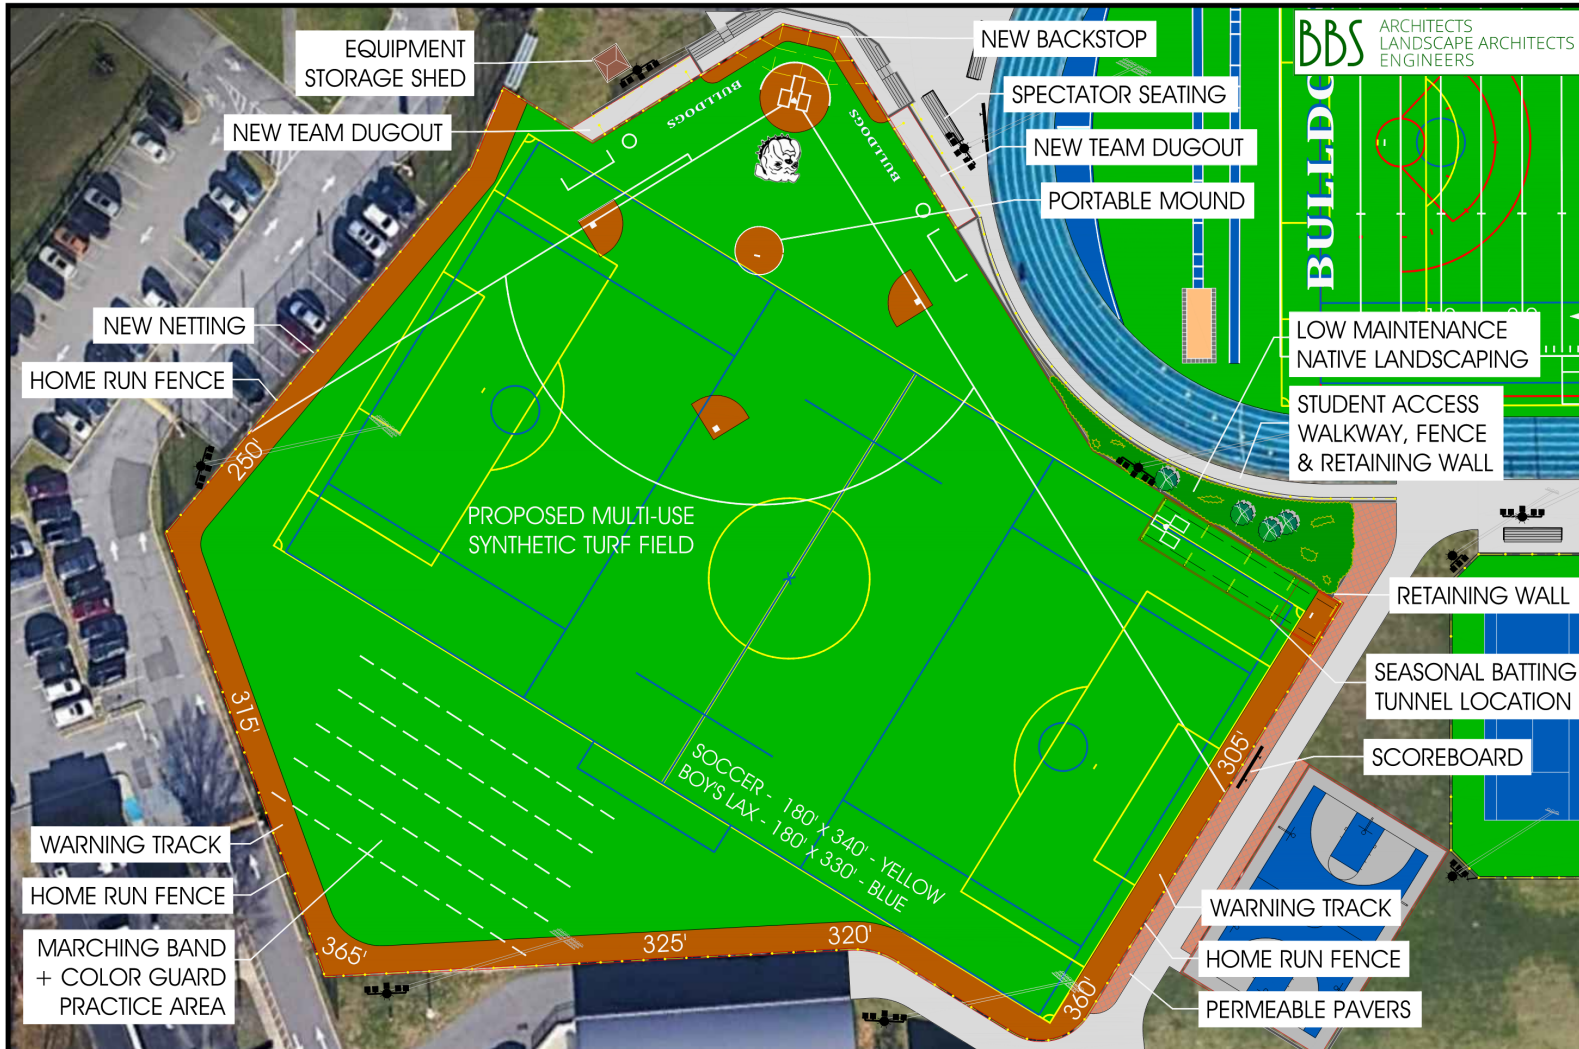 EQUIPMENT
STORAGE SHED
NEW BACKSTOP
BBS
ARCHITECTS
LANDSCAPE ARCHITECTS
ENGINEERS
NEW TEAM DUGOUT
SPECTATOR SEATING
BULLDOGS
BULLDOGS
NEW TEAM DUGOUT
PORTABLE MOUND
BULLDOG
NEW NETTING
HOME RUN FENCE
LOW MAINTENANCE
NATIVE LANDSCAPING
STUDENT ACCESS
WALKWAY, FENCE
& RETAINING WALL
250'
PROPOSED MULTI-USE
SYNTHETIC TURF FIELD
RETAINING WALL
SEASONAL BATTING
TUNNEL LOCATION
315'
305'
SCOREBOARD
SOCCER - 180' X 340' - YELLOW
BOY'S LAX - 180' X 330' - BLUE
WARNING TRACK
HOME RUN FENCE
MARCHING BAND
+ COLOR GUARD
PRACTICE AREA
365'
325'
320'
360'
WARNING TRACK
HOME RUN FENCE
PERMEABLE PAVERS